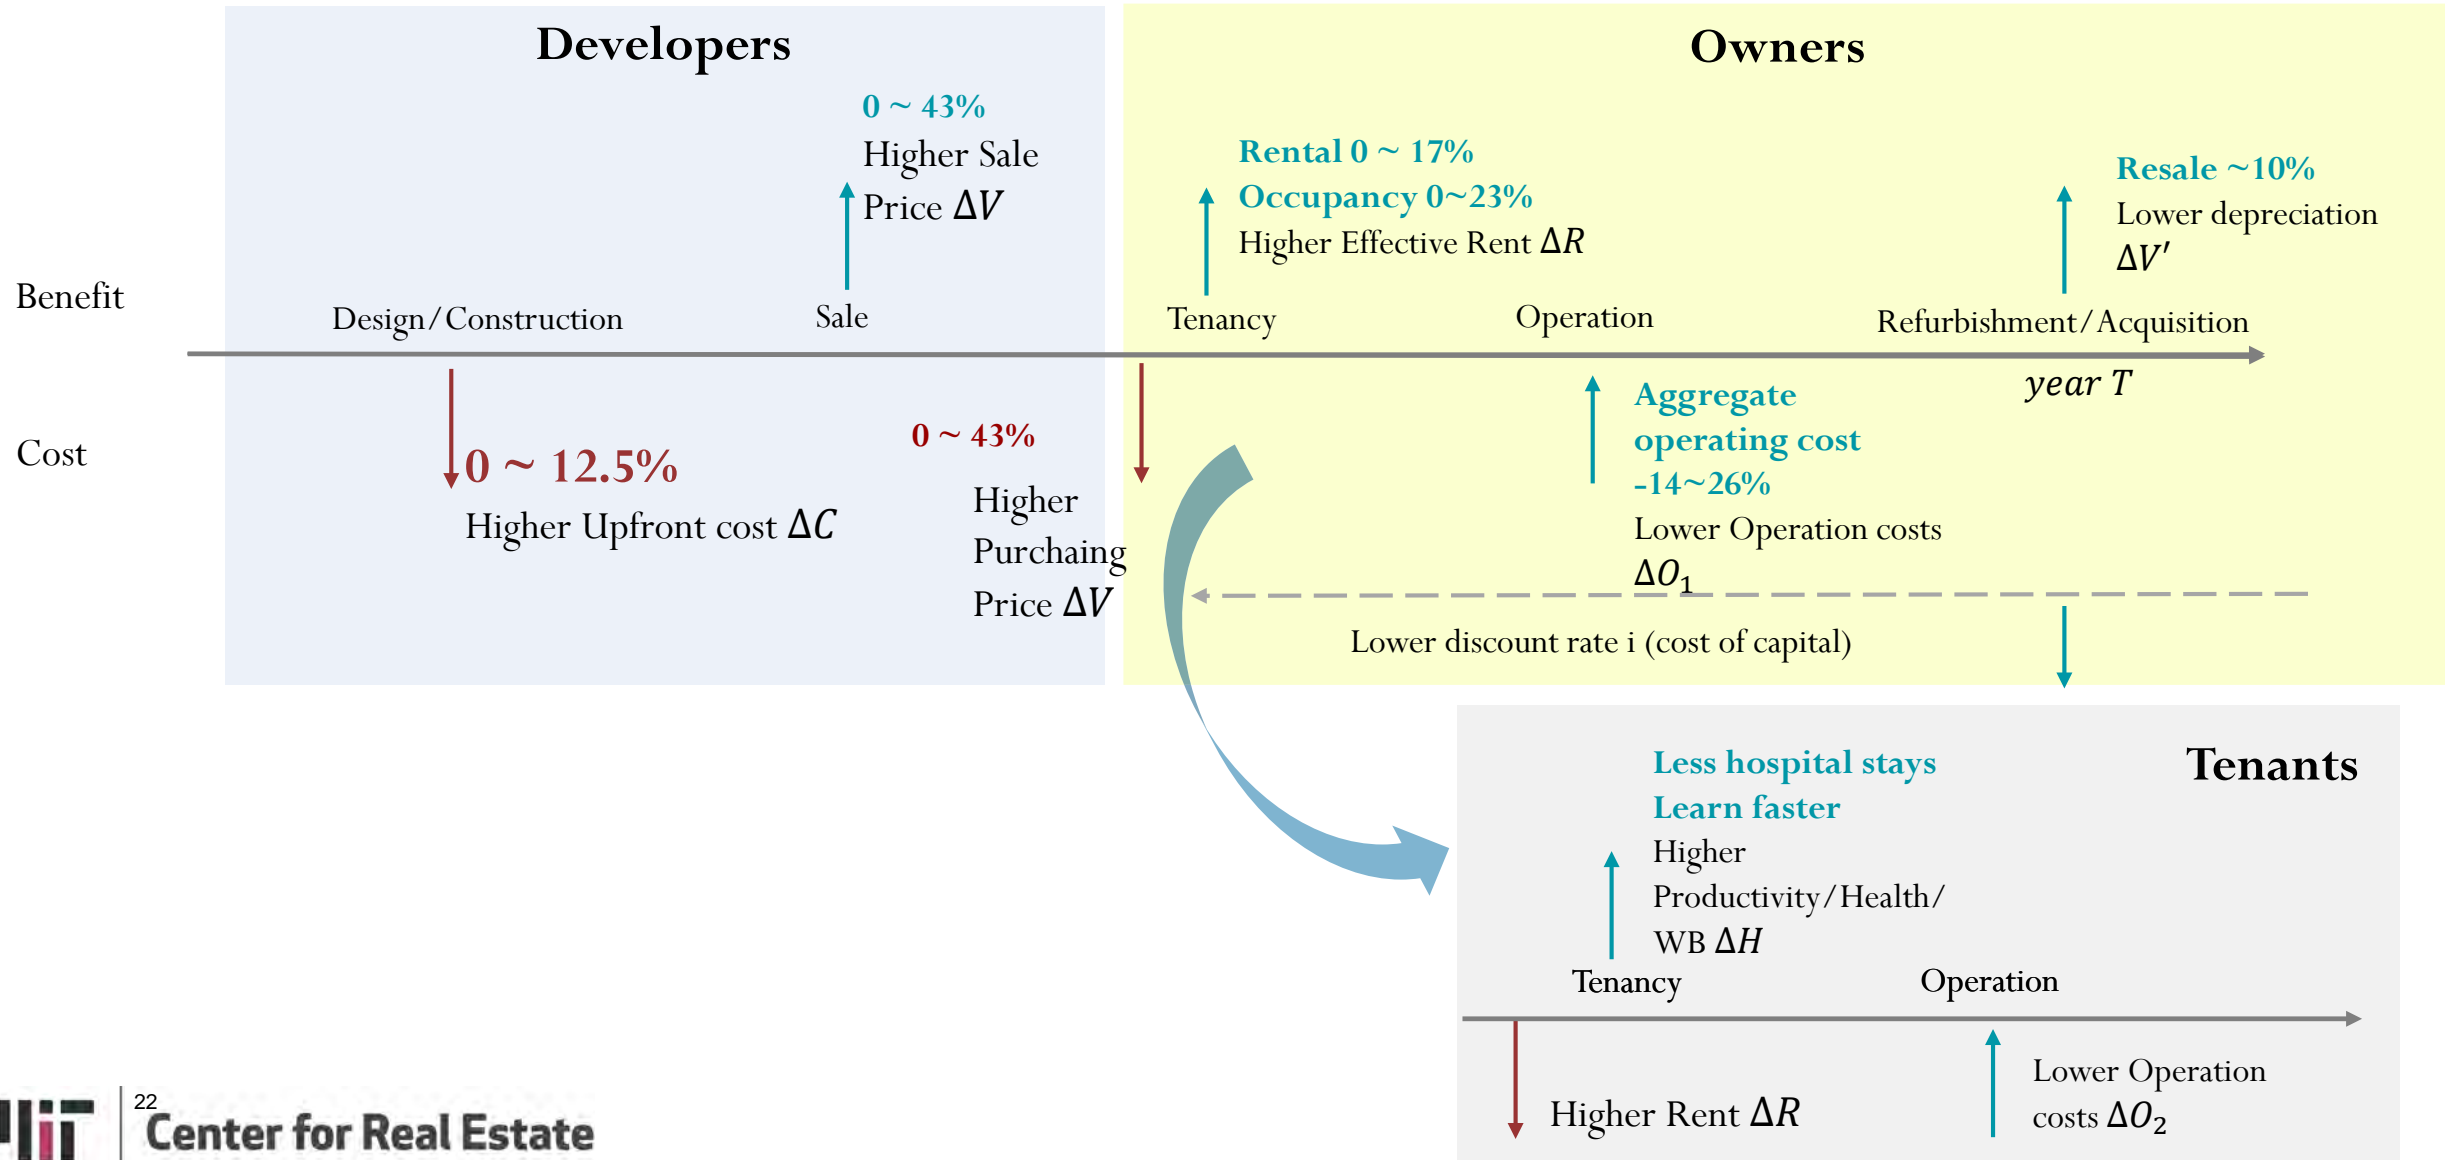 Developers
0 ~ 43%
Higher Sale
Price ΔV
Benefit
Design/Construction
Sale
Cost
0 ~ 12.5%
Higher Upfront cost ΔC
0 ~ 43%
Higher
Purchaing
Price ΔV
Owners
Rental 0 ~ 17%
Occupancy 0~23%
Higher Effective Rent ΔR
Resale ~10%
Lower depreciation
ΔV′
Tenancy
Operation
Refurbishment/Acquisition
year T
Aggregate
operating cost
-14~26%
Lower Operation costs
ΔO₁
Lower discount rate i (cost of capital)
Tenants
Less hospital stays
Learn faster
Higher
Productivity/Health/
WB ΔH
Tenancy
Operation
Higher Rent ΔR
Lower Operation
costs ΔO₂
22
Center for Real Estate